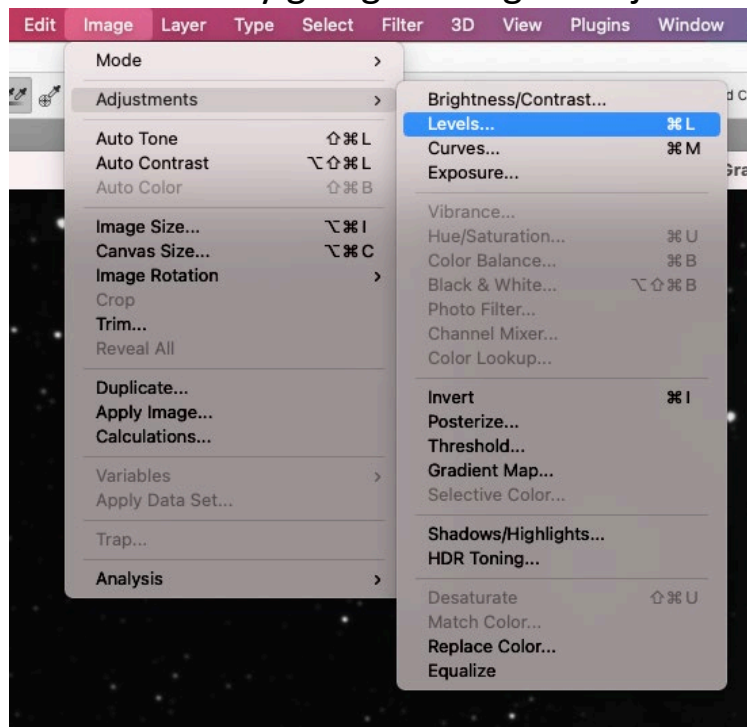 Edit Image Layer Type Select Filter 3D View Plugins Window
Mode >
Adjustments >
Auto Tone ⇧⌘L
Auto Contrast ⌥⇧⌘L
Auto Color ⇧⌘B
Image Size... ⌥⌘I
Canvas Size... ⌥⌘C
Image Rotation >
Crop
Trim...
Reveal All
Duplicate...
Apply Image...
Calculations...
Variables >
Apply Data Set...
Trap...
Analysis >
Brightness/Contrast...
Levels... ⌘L
Curves... ⌘M
Exposure...
Vibrance...
Hue/Saturation... ⌘U
Color Balance... ⌘B
Black & White... ⌥⇧⌘B
Photo Filter...
Channel Mixer...
Color Lookup...
Invert ⌘I
Posterize...
Threshold...
Gradient Map...
Selective Color...
Shadows/Highlights...
HDR Toning...
Desaturate ⇧⌘U
Match Color...
Replace Color...
Equalize